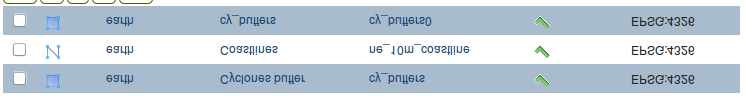 earth cy_buffers cy_buffers0 EPSG:4326
earth Coastlines ne_10m_coastline EPSG:4326
earth Cyclones buffer cy_buffers EPSG:4326